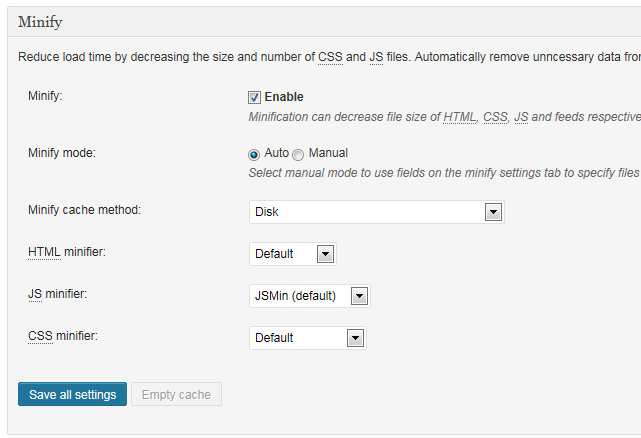 Minify
Reduce load time by decreasing the size and number of CSS and JS files. Automatically remove unncessary data from
Minify: Enable
Minification can decrease file size of HTML, CSS, JS and feeds respective
Minify mode: Auto Manual
Select manual mode to use fields on the minify settings tab to specify files
Minify cache method: Disk
HTML minifier: Default
JS minifier: JSMin (default)
CSS minifier: Default
Save all settings Empty cache